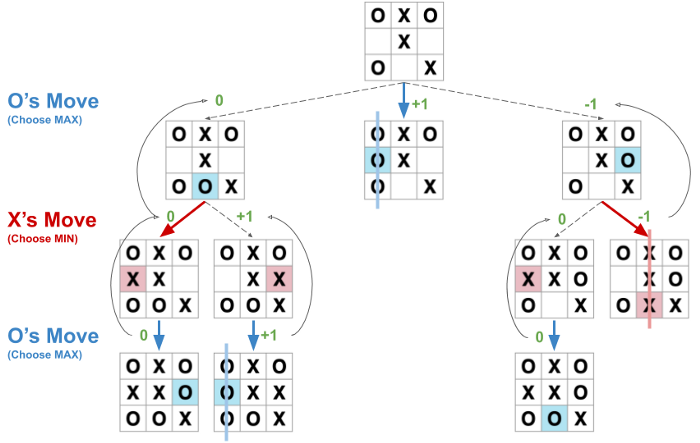 O X O
X
O X
O's Move
(Choose MAX)
0
+1
-1
O X O
X
O O X
O X O
O X
O X
O X O
X O
O X
X's Move
(Choose MIN)
0
+1
0
-1
O X O
X X
O O X
O X O
X X
O O X
O X O
X X O
O X
O X O
X O
O X X
O's Move
(Choose MAX)
0
+1
0
O X O
X X O
O O X
O X O
O X X
O O X
O X O
X X O
O O X